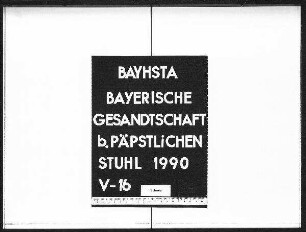 BAYHSTA
BAYERISCHE
GESANDTSCHAFT
b. PÄPSTLiCHEN
STUHL 1990
V-16